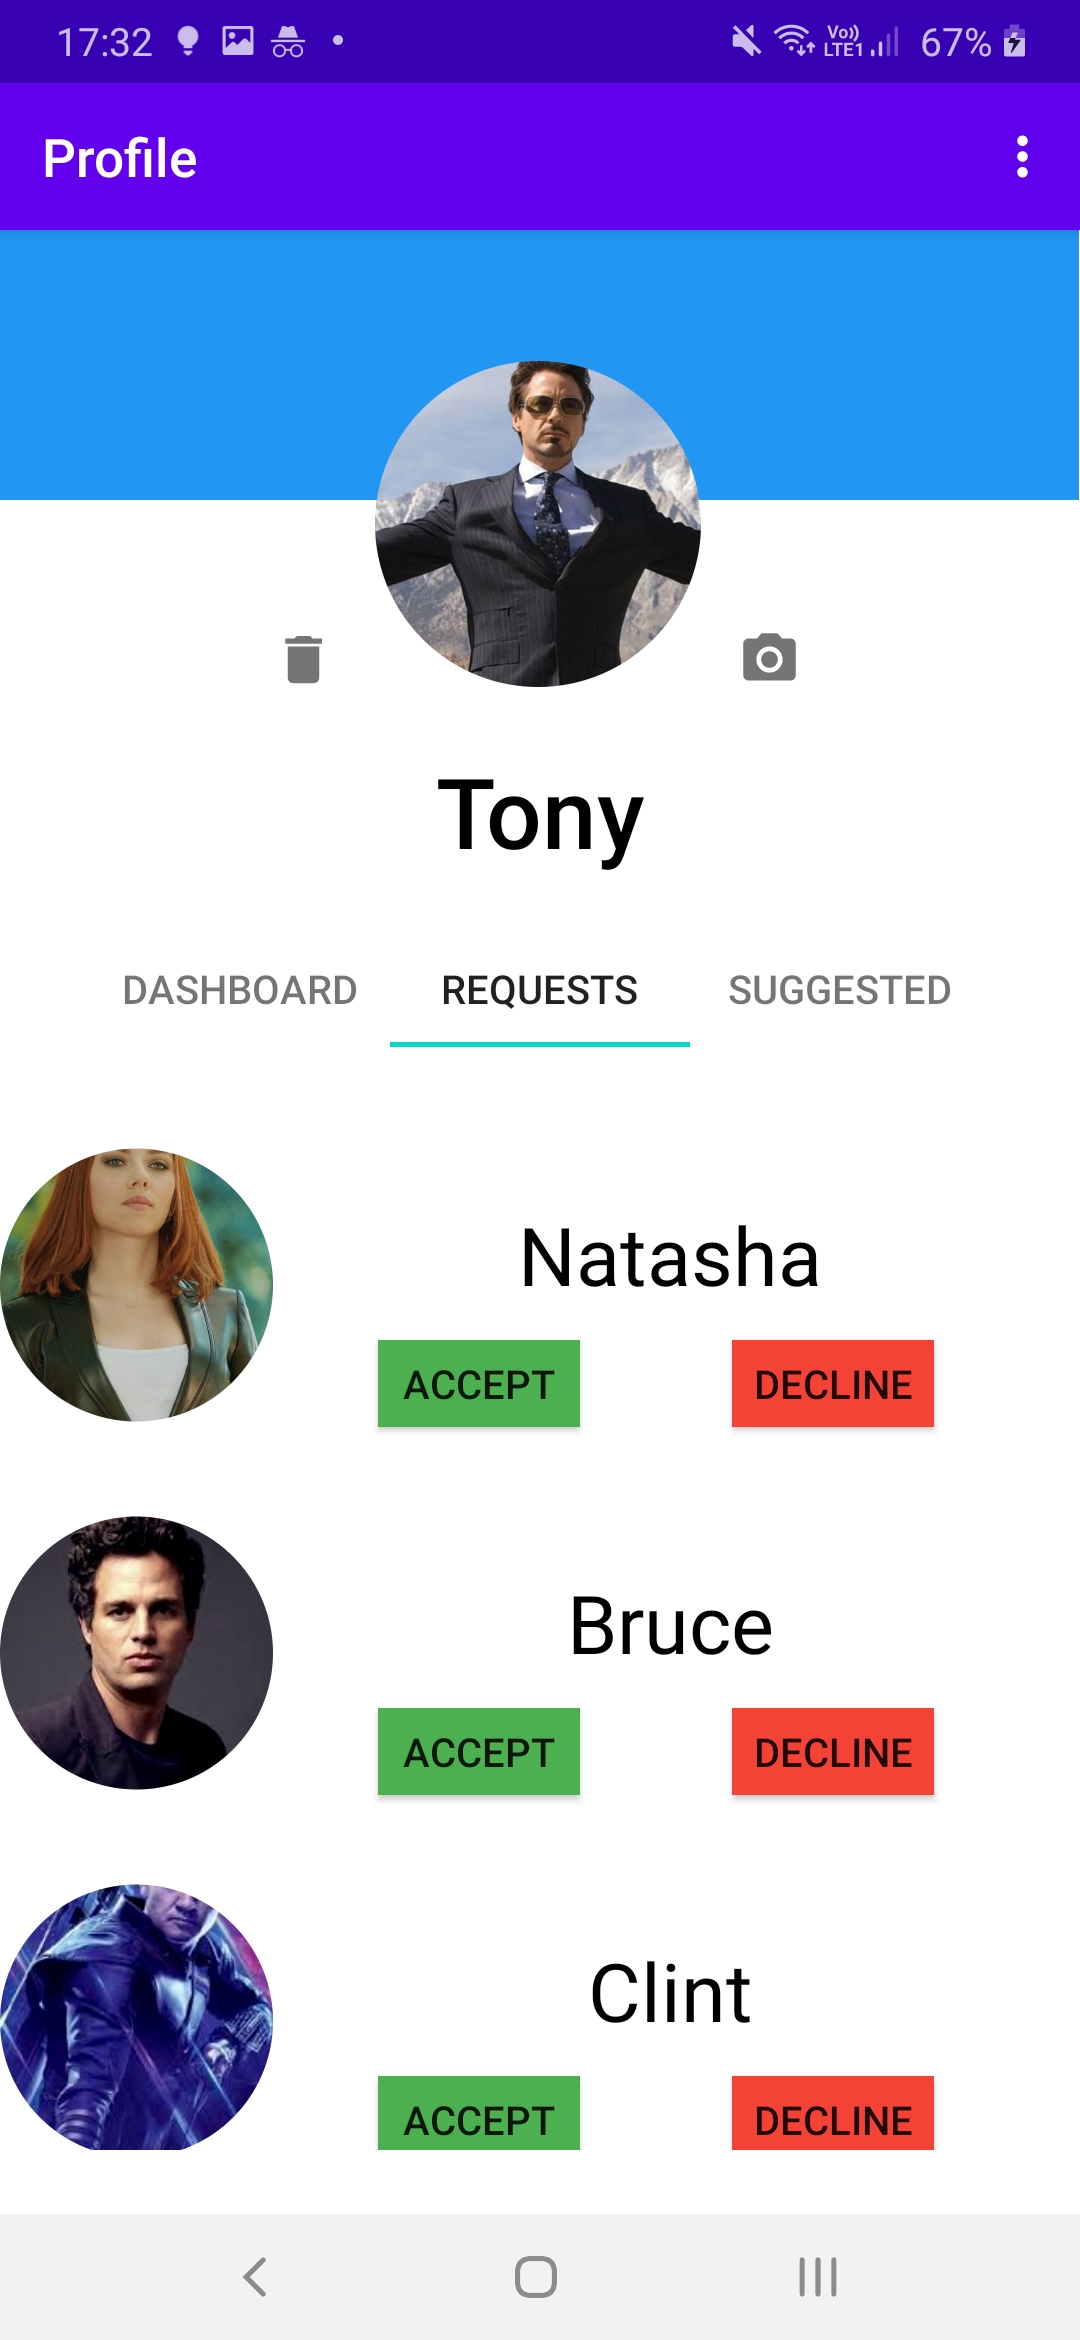 17:32 Vo)) LTE1 67%
Profile
Tony
DASHBOARD REQUESTS SUGGESTED
Natasha
ACCEPT DECLINE
Bruce
ACCEPT DECLINE
Clint
ACCEPT DECLINE